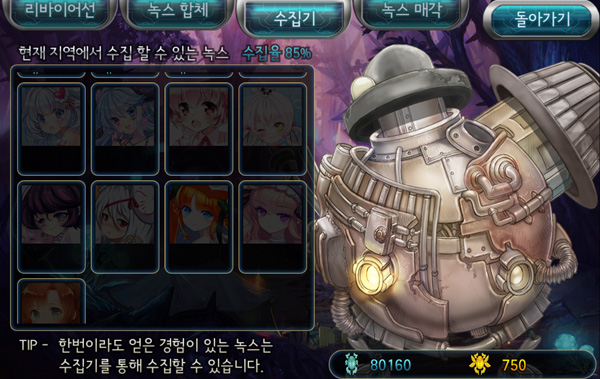 리바이어선
녹스 합체
수집기
녹스 매각
돌아가기
현재 지역에서 수집 할 수 있는 녹스 수집율 85%
TIP - 한번이라도 얻은 경험이 있는 녹스는
수집기를 통해 수집할 수 있습니다.
80160
750